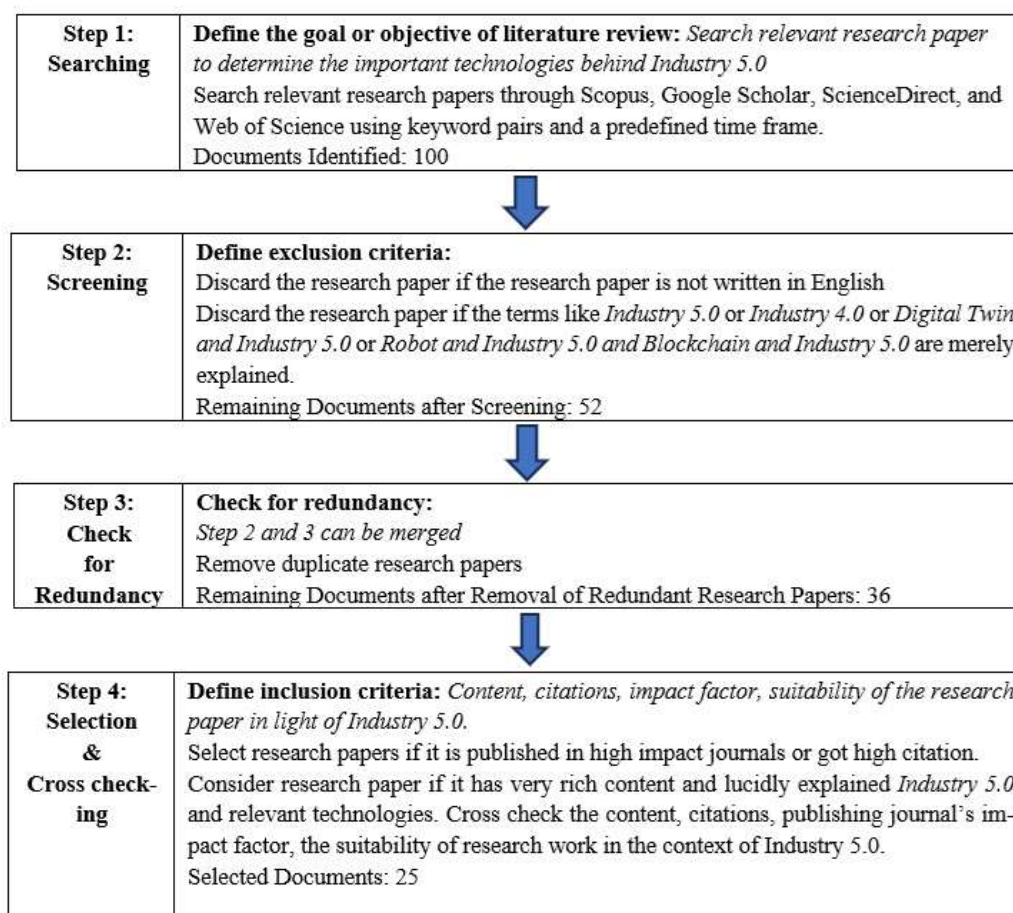 Step 1:
Searching
Define the goal or objective of literature review: Search relevant research paper
to determine the important technologies behind Industry 5.0
Search relevant research papers through Scopus, Google Scholar, ScienceDirect, and
Web of Science using keyword pairs and a predefined time frame.
Documents Identified: 100
Step 2:
Screening
Define exclusion criteria:
Discard the research paper if the research paper is not written in English
Discard the research paper if the terms like Industry 5.0 or Industry 4.0 or Digital Twin
and Industry 5.0 or Robot and Industry 5.0 and Blockchain and Industry 5.0 are merely
explained.
Remaining Documents after Screening: 52
Step 3:
Check
for
Redundancy
Check for redundancy:
Step 2 and 3 can be merged
Remove duplicate research papers
Remaining Documents after Removal of Redundant Research Papers: 36
Step 4:
Selection
&
Cross check-
ing
Define inclusion criteria: Content, citations, impact factor, suitability of the research
paper in light of Industry 5.0.
Select research papers if it is published in high impact journals or got high citation.
Consider research paper if it has very rich content and lucidly explained Industry 5.0
and relevant technologies. Cross check the content, citations, publishing journal's im-
pact factor, the suitability of research work in the context of Industry 5.0.
Selected Documents: 25